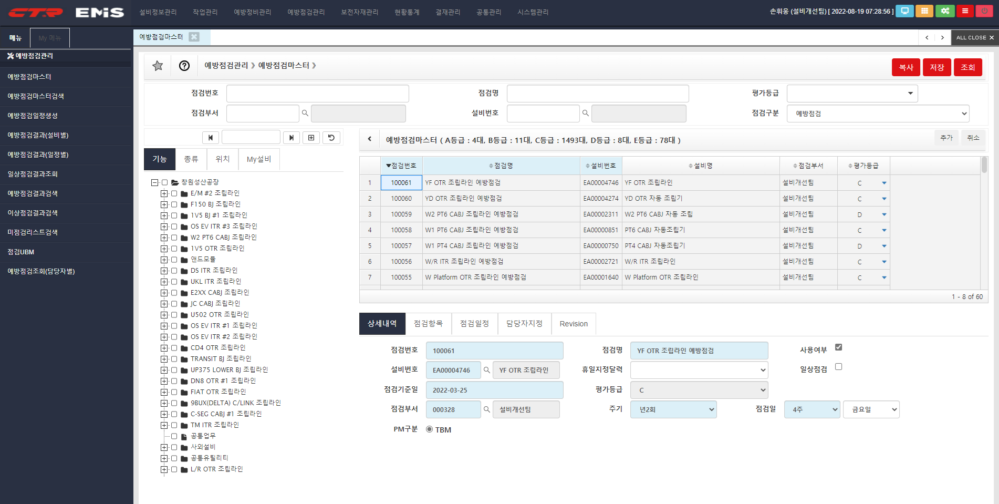 CTR EMS 설비정보관리 작업관리 예방정비관리 예방점검관리 보전자재관리 현황통계 결재관리 공통관리 시스템관리 손휘웅 (설비개선팀) [ 2022-08-19 07:28:56 ]
메뉴 My 메뉴
예방점검마스터 ALL CLOSE
예방점검관리
예방점검마스터
예방점검마스터검색
예방점검일정생성
예방점검결과(설비별)
예방점검결과(일정별)
일상점검결과조회
예방점검결과검색
이상점검결과검색
미점검리스트검색
점검UBM
예방점검조회(담당자별)
예방점검관리 》 예방점검마스터 》 복사 저장 조회
점검번호 점검명 평가등급
점검부서 설비번호 점검구분 예방점검
기능 종류 위치 My설비
창원성산공장
E/M #2 조립라인
F150 BJ 조립라인
1V5 BJ #1 조립라인
OS EV ITR #3 조립라인
W2 PT6 CABJ 조립라인
1V5 OTR 조립라인
앤드모듈
DS ITR 조립라인
UKL ITR 조립라인
E2XX CABJ 조립라인
JC CABJ 조립라인
U502 OTR 조립라인
OS EV ITR #1 조립라인
OS EV ITR #2 조립라인
CD4 OTR 조립라인
TRANSIT BJ 조립라인
UP375 LOWER BJ 조립라인
DN8 OTR #1 조립라인
FIAT OTR 조립라인
9BUX(DELTA) C/LINK 조립라인
C-SEG CABJ #1 조립라인
TM ITR 조립라인
공통업무
사외설비
공통유틸리티
L/R OTR 조립라인
예방점검마스터 ( A등급 : 4대, B등급 : 11대, C등급 : 1493대, D등급 : 8대, E등급 : 78대 ) 추가 취소
점검번호 점검명 설비번호 설비명 점검부서 평가등급
1 100061 YF OTR 조립라인 예방점검 EA00004746 YF OTR 조립라인 설비개선팀 C
2 100060 YD OTR 조립라인 예방점검 EA00004274 YD OTR 자동 조립기 설비개선팀 C
3 100059 W2 PT6 CABJ 조립라인 예방점검 EA00002311 W2 PT6 CABJ 자동 조립 설비개선팀 D
4 100058 W1 PT6 CABJ 조립라인 예방점검 EA00000851 PT6 CABJ 자동조립기 설비개선팀 C
5 100057 W1 PT4 CABJ 조립라인 예방점검 EA00000750 PT4 CABJ 자동조립기 설비개선팀 D
6 100056 W/R ITR 조립라인 예방점검 EA00002721 W/R ITR 조립라인 설비개선팀 C
7 100055 W Platform OTR 조립라인 예방점검 EA00001640 W Platform OTR 조립라인 설비개선팀 C
1 - 8 of 60
상세내역 점검항목 점검일정 담당자지정 Revision
점검번호 100061 점검명 YF OTR 조립라인 예방점검 사용여부
설비번호 EA00004746 YF OTR 조립라인 휴일지정달력 일상점검
점검기준일 2022-03-25 평가등급 C
점검부서 000328 설비개선팀 주기 년2회 점검일 4주 금요일
PM구분 TBM